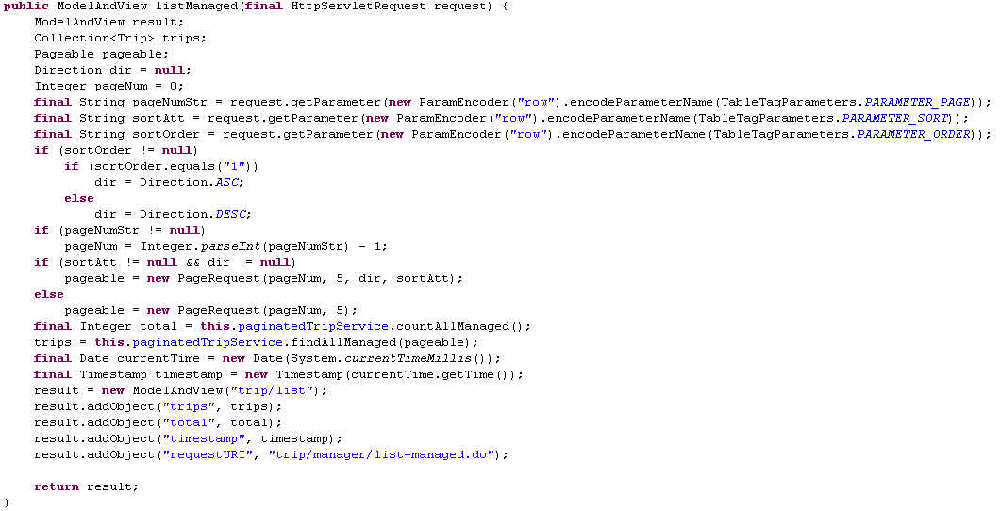 public ModelAndView listManaged(final HttpServletRequest request) {
    ModelAndView result;
    Collection<Trip> trips;
    Pageable pageable;
    Direction dir = null;
    Integer pageNum = 0;
    final String pageNumStr = request.getParameter(new ParamEncoder("row").encodeParameterName(TableTagParameters.PARAMETER_PAGE));
    final String sortAtt = request.getParameter(new ParamEncoder("row").encodeParameterName(TableTagParameters.PARAMETER_SORT));
    final String sortOrder = request.getParameter(new ParamEncoder("row").encodeParameterName(TableTagParameters.PARAMETER_ORDER));
    if (sortOrder != null)
        if (sortOrder.equals("1"))
            dir = Direction.ASC;
        else
            dir = Direction.DESC;
    if (pageNumStr != null)
        pageNum = Integer.parseInt(pageNumStr) - 1;
    if (sortAtt != null && dir != null)
        pageable = new PageRequest(pageNum, 5, dir, sortAtt);
    else
        pageable = new PageRequest(pageNum, 5);
    final Integer total = this.paginatedTripService.countAllManaged();
    trips = this.paginatedTripService.findAllManaged(pageable);
    final Date currentTime = new Date(System.currentTimeMillis());
    final Timestamp timestamp = new Timestamp(currentTime.getTime());
    result = new ModelAndView("trip/list");
    result.addObject("trips", trips);
    result.addObject("total", total);
    result.addObject("timestamp", timestamp);
    result.addObject("requestURI", "trip/manager/list-managed.do");

    return result;
}